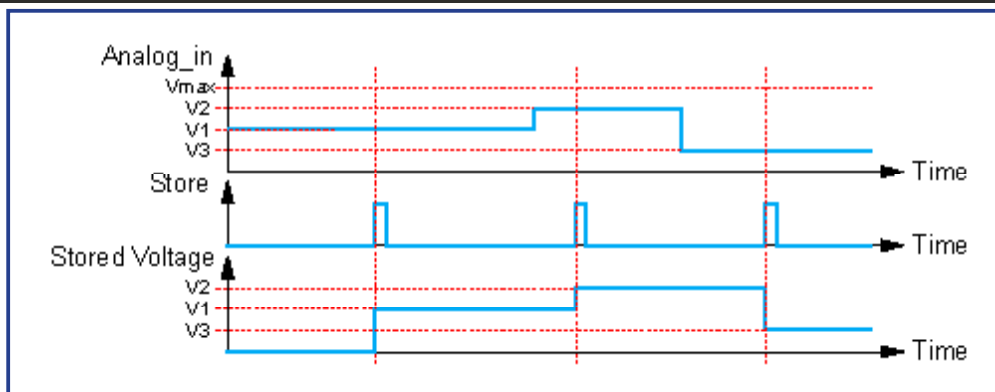 Analog_in
Vmax
V2
V1
V3
Time
Store
Time
Stored Voltage
V2
V1
V3
Time